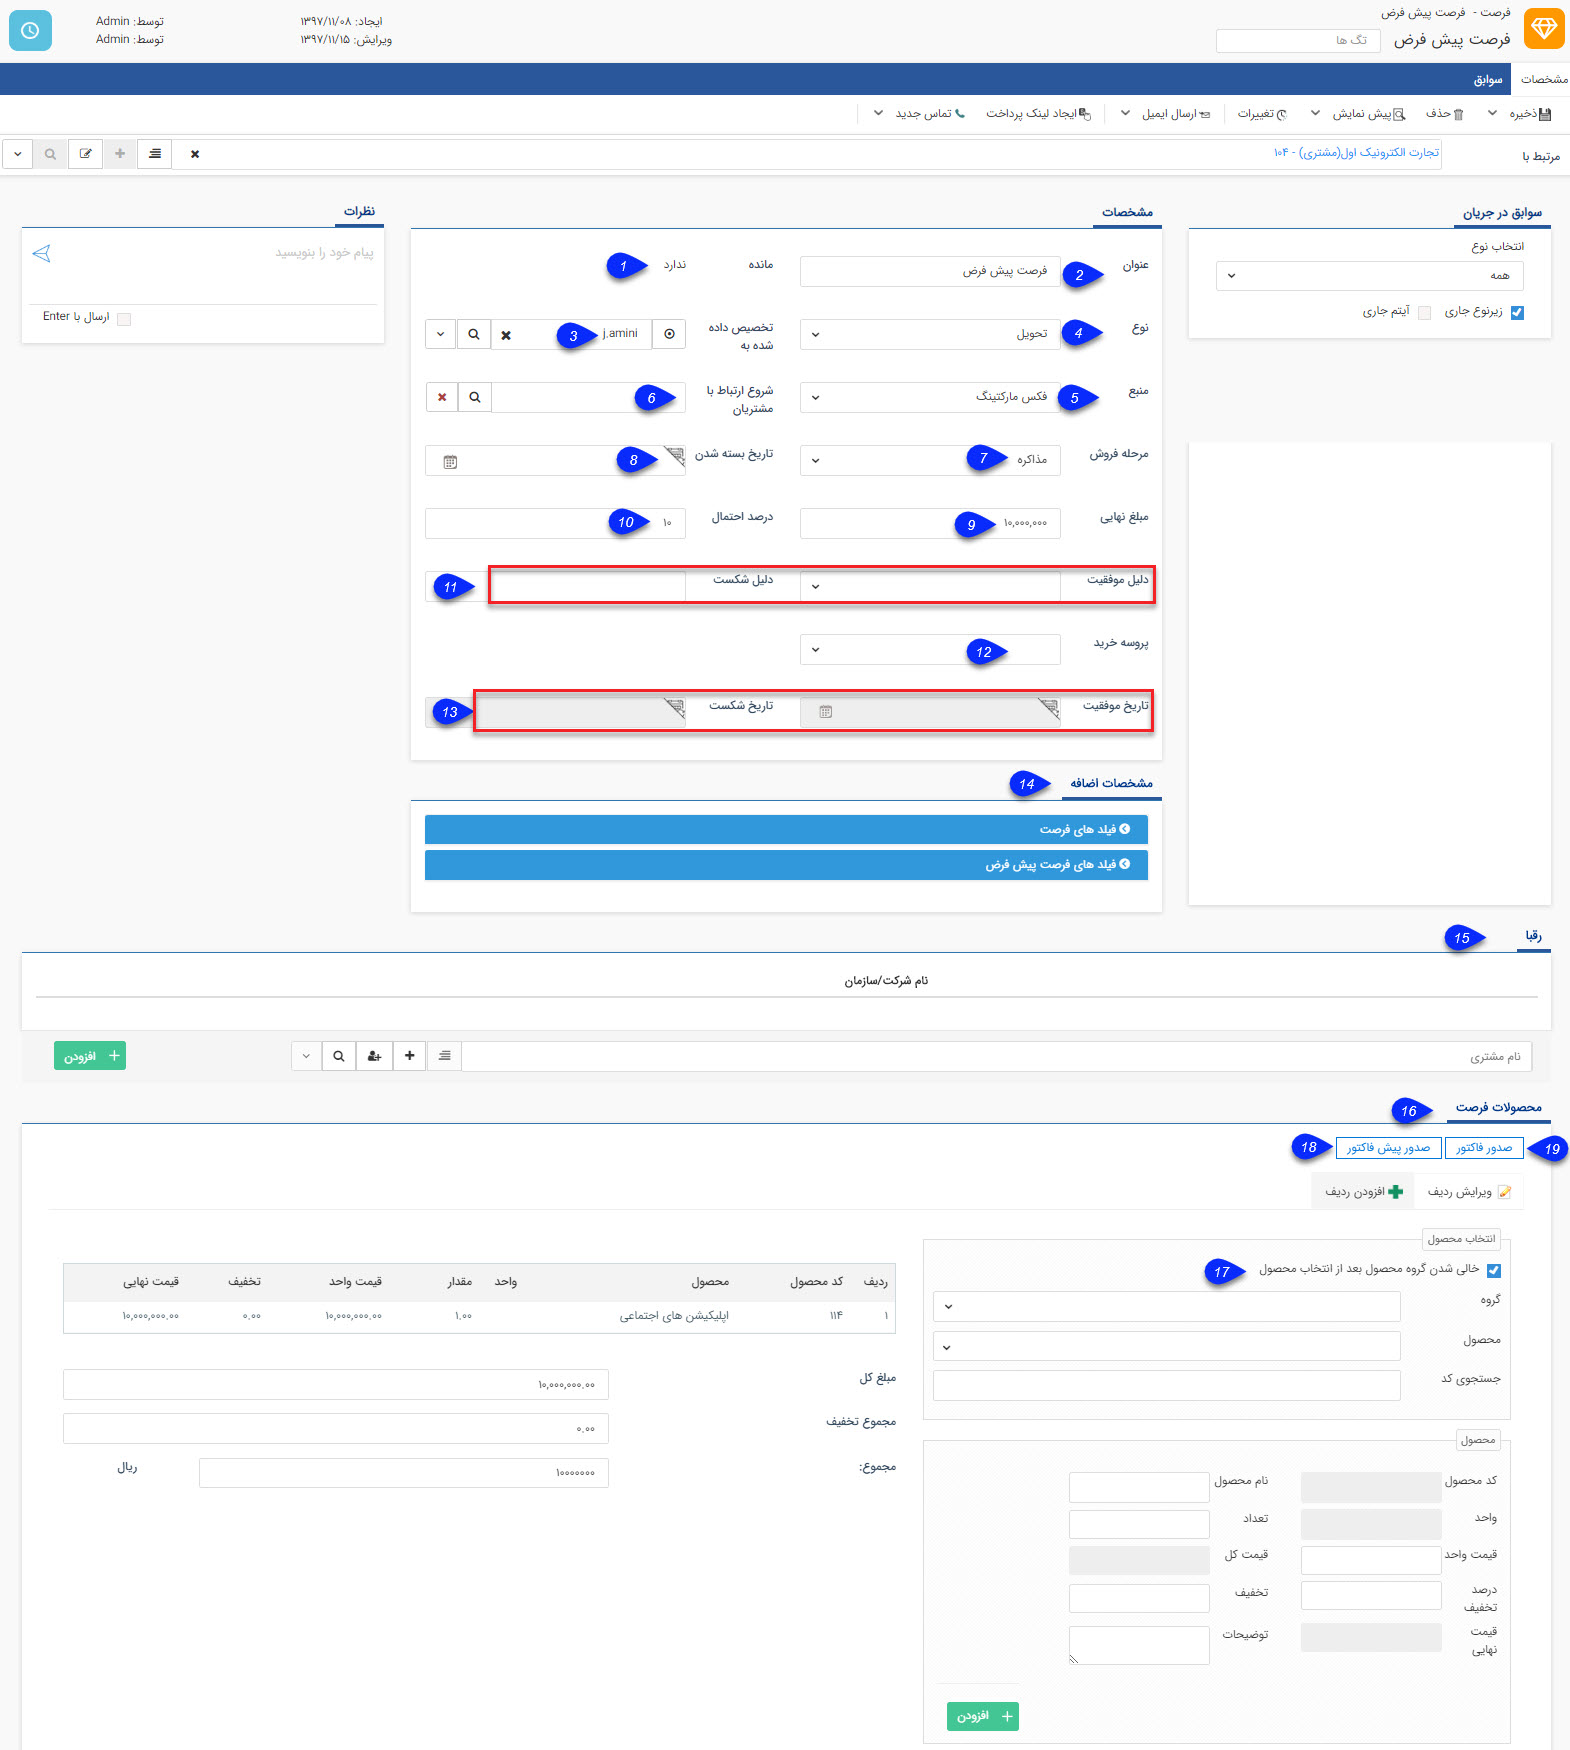 فرصت - فرصت پیش فرض
فرصت پیش فرض
تگ ها
ایجاد: ۱۳۹۷/۱۱/۰۸
توسط: Admin
ویرایش: ۱۳۹۷/۱۱/۱۵
توسط: Admin
مشخصات
سوابق
ذخیره
حذف
پیش نمایش
تغییرات
ارسال ایمیل
ایجاد لینک پرداخت
تماس جدید
مرتبط با
تجارت الکترونیک اول(مشتری) - ۱۰۴
سوابق در جریان
انتخاب نوع
همه
زیرنوع جاری
آیتم جاری
مشخصات
عنوان
فرصت پیش فرض
2
مانده
ندارد
1
نوع
تحویل
4
تخصیص داده شده به
j.amini
3
منبع
فکس مارکتینگ
5
شروع ارتباط با مشتریان
6
مرحله فروش
مذاکره
7
تاریخ بسته شدن
8
مبلغ نهایی
۱۰,۰۰۰,۰۰۰
9
درصد احتمال
۱۰
10
دلیل موفقیت
دلیل شکست
11
پروسه خرید
12
تاریخ موفقیت
تاریخ شکست
13
نظرات
پیام خود را بنویسید
ارسال با Enter
مشخصات اضافه
14
فیلد های فرصت
فیلد های فرصت پیش فرض
رقبا
15
نام شرکت/سازمان
نام مشتری
افزودن
محصولات فرصت
16
صدور فاکتور
19
صدور پیش فاکتور
18
ویرایش ردیف
افزودن ردیف
انتخاب محصول
خالی شدن گروه محصول بعد از انتخاب محصول
17
گروه
محصول
جستجوی کد
محصول
کد محصول
نام محصول
واحد
تعداد
قیمت واحد
قیمت کل
درصد تخفیف
تخفیف
قیمت نهایی
توضیحات
افزودن
ردیف کد محصول محصول واحد مقدار قیمت واحد تخفیف قیمت نهایی
۱ ۱۱۴ اپلیکیشن های اجتماعی ۱.۰۰ ۱۰,۰۰۰,۰۰۰.۰۰ ۰.۰۰ ۱۰,۰۰۰,۰۰۰.۰۰
مبلغ کل
۱۰,۰۰۰,۰۰۰.۰۰
مجموع تخفیف
۰.۰۰
مجموع:
۱۰۰۰۰۰۰۰
ریال